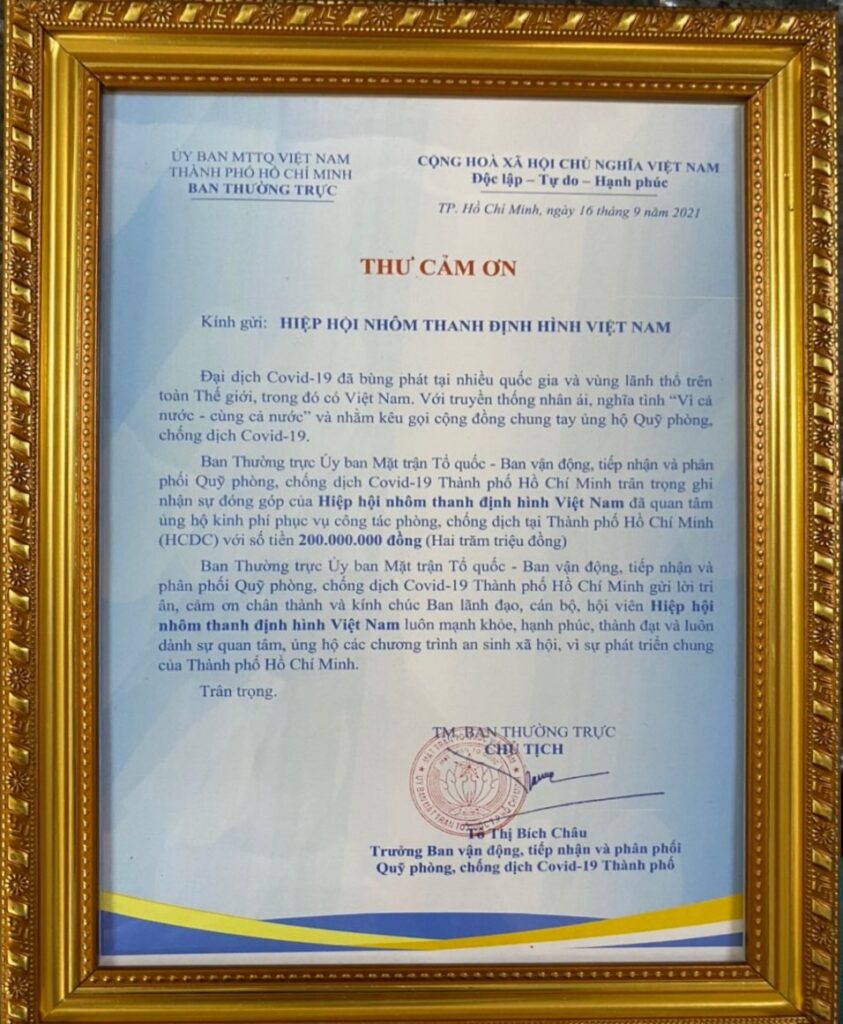 ỦY BAN MTTQ VIỆT NAM
THÀNH PHỐ HỒ CHÍ MINH
BAN THƯỜNG TRỰC
CỘNG HOÀ XÃ HỘI CHỦ NGHĨA VIỆT NAM
Độc lập – Tự do – Hạnh phúc
TP. Hồ Chí Minh, ngày 16 tháng 9 năm 2021
THƯ CẢM ƠN
Kính gửi: HIỆP HỘI NHÔM THANH ĐỊNH HÌNH VIỆT NAM
Đại dịch Covid-19 đã bùng phát tại nhiều quốc gia và vùng lãnh thổ trên
toàn Thế giới, trong đó có Việt Nam. Với truyền thống nhân ái, nghĩa tình “Vì cả
nước - cùng cả nước” và nhằm kêu gọi cộng đồng chung tay ủng hộ Quỹ phòng,
chống dịch Covid-19.
Ban Thường trực Ủy ban Mặt trận Tổ quốc - Ban vận động, tiếp nhận và phân
phối Quỹ phòng, chống dịch Covid-19 Thành phố Hồ Chí Minh trân trọng ghi
nhận sự đóng góp của Hiệp hội nhôm thanh định hình Việt Nam đã quan tâm
ủng hộ kinh phí phục vụ công tác phòng, chống dịch tại Thành phố Hồ Chí Minh
(HCDC) với số tiền 200.000.000 đồng (Hai trăm triệu đồng)
Ban Thường trực Ủy ban Mặt trận Tổ quốc - Ban vận động, tiếp nhận và
phân phối Quỹ phòng, chống dịch Covid-19 Thành phố Hồ Chí Minh gửi lời tri
ân, cảm ơn chân thành và kính chúc Ban lãnh đạo, cán bộ, hội viên Hiệp hội
nhôm thanh định hình Việt Nam luôn mạnh khỏe, hạnh phúc, thành đạt và luôn
dành sự quan tâm, ủng hộ các chương trình an sinh xã hội, vì sự phát triển chung
của Thành phố Hồ Chí Minh.
Trân trọng.
TM. BAN THƯỜNG TRỰC
CHỦ TỊCH
Tô Thị Bích Châu
Trưởng Ban vận động, tiếp nhận và phân phối
Quỹ phòng, chống dịch Covid-19 Thành phố